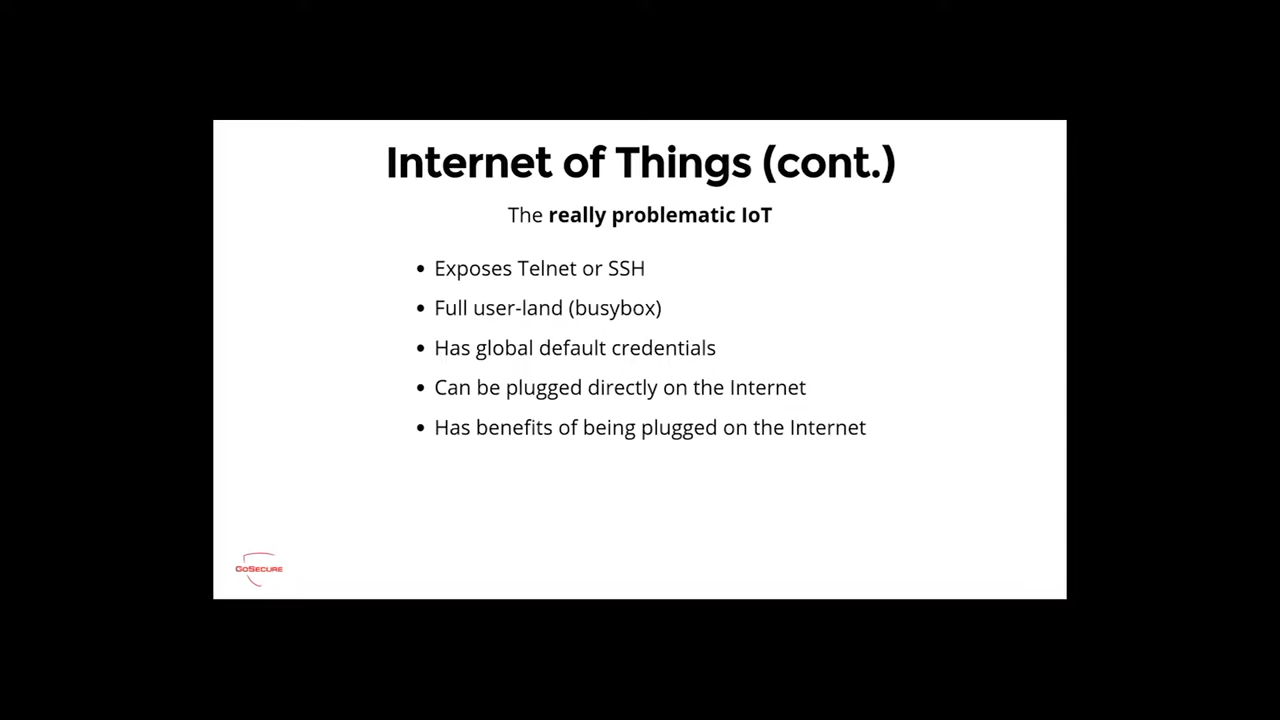 Internet of Things (cont.)
The really problematic IoT
• Exposes Telnet or SSH
• Full user-land (busybox)
• Has global default credentials
• Can be plugged directly on the Internet
• Has benefits of being plugged on the Internet
GoSecure